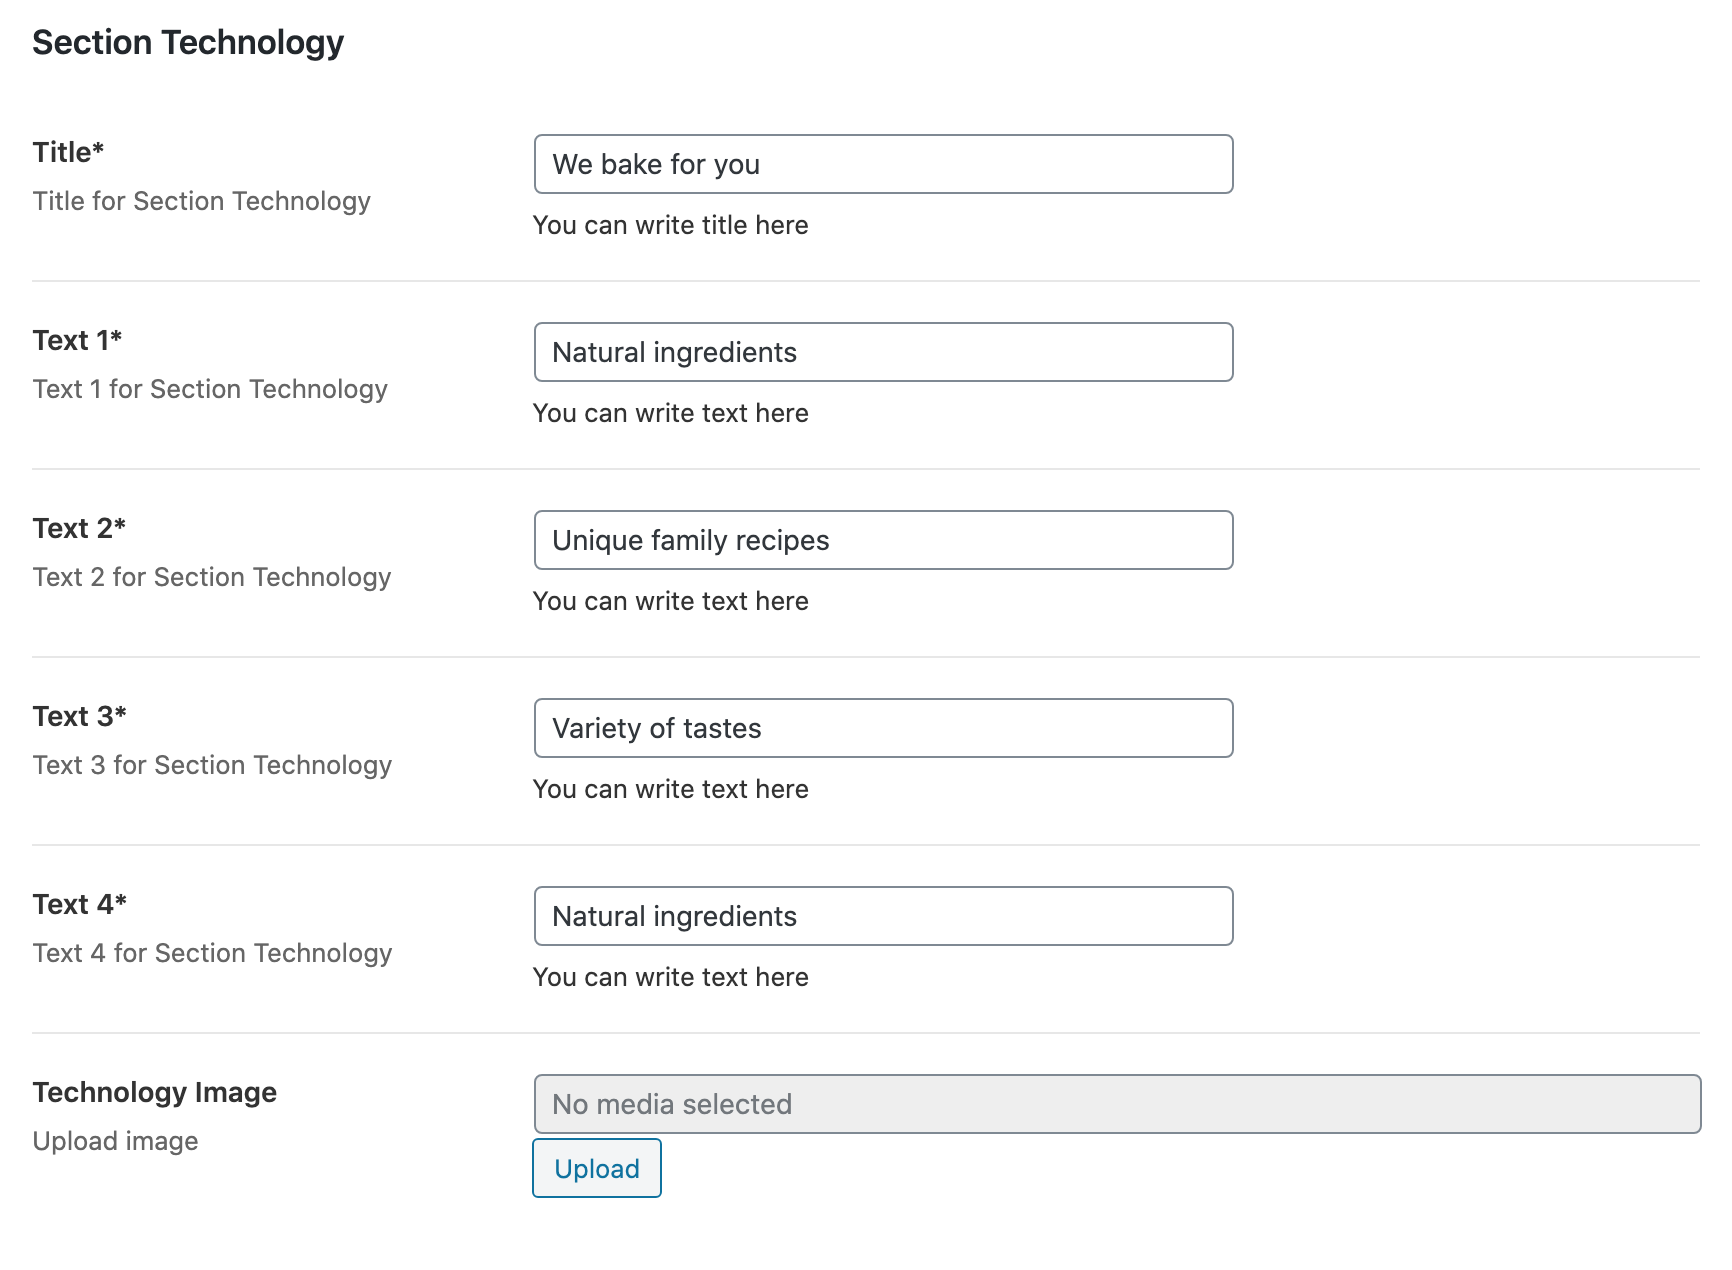 Section Technology
Title*
Title for Section Technology
We bake for you
You can write title here
Text 1*
Text 1 for Section Technology
Natural ingredients
You can write text here
Text 2*
Text 2 for Section Technology
Unique family recipes
You can write text here
Text 3*
Text 3 for Section Technology
Variety of tastes
You can write text here
Text 4*
Text 4 for Section Technology
Natural ingredients
You can write text here
Technology Image
Upload image
No media selected
Upload